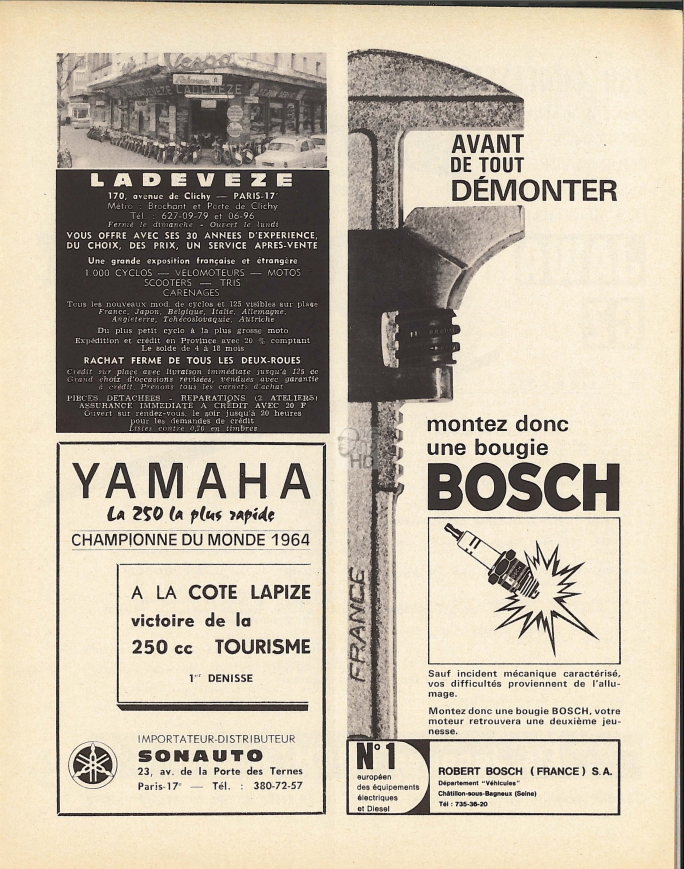 Vespa
LADEVEZE
LADEVEZE
170, avenue de Clichy — PARIS-17e
Métro : Brochant et Porte de Clichy
Tél : 627-09-79 et 06-96
Fermé le dimanche - Ouvert le lundi
VOUS OFFRE AVEC SES 30 ANNEES D'EXPERIENCE,
DU CHOIX, DES PRIX, UN SERVICE APRES-VENTE
Une grande exposition française et étrangère
1 000 CYCLOS — VELOMOTEURS — MOTOS
SCOOTERS — TRIS
CARENAGES
Tous les nouveaux mod. de cyclos et 125 visibles sur place
France, Japon, Belgique, Italie, Allemagne,
Angleterre, Tchécoslovaquie, Autriche
Du plus petit cyclo à la plus grosse moto
Expédition et crédit en Province avec 20 % comptant
Le solde de 4 à 18 mois
RACHAT FERME DE TOUS LES DEUX-ROUES
Crédit sur place avec livraison immédiate jusqu'à 125 cc
Grand choix d'occasions révisées, vendues avec garantie
à crédit. Prenons tous les carnets d'achat
PIECES DETACHEES - REPARATIONS (2 ATELIERS)
ASSURANCE IMMEDIATE A CREDIT AVEC 20 F
Ouvert sur rendez-vous, le soir jusqu'à 20 heures
pour les demandes de crédit
Listes contre 0,70 en timbres
YAMAHA
La 250 la plus rapide
CHAMPIONNE DU MONDE 1964
A LA COTE LAPIZE
victoire de la
250 cc TOURISME
1er DENISSE
IMPORTATEUR-DISTRIBUTEUR
SONAUTO
23, av. de la Porte des Ternes
Paris-17e — Tél. : 380-72-57
AVANT
DE TOUT
DÉMONTER
HD
FRANCE
montez donc
une bougie
BOSCH
Sauf incident mécanique caractérisé,
vos difficultés proviennent de l'allu-
mage.
Montez donc une bougie BOSCH, votre
moteur retrouvera une deuxième jeu-
nesse.
N° 1
européen
des équipements
électriques
et Diesel
ROBERT BOSCH (FRANCE) S.A.
Département "Véhicules"
Châtillon-sous-Bagneux (Seine)
Tél : 735-36-20